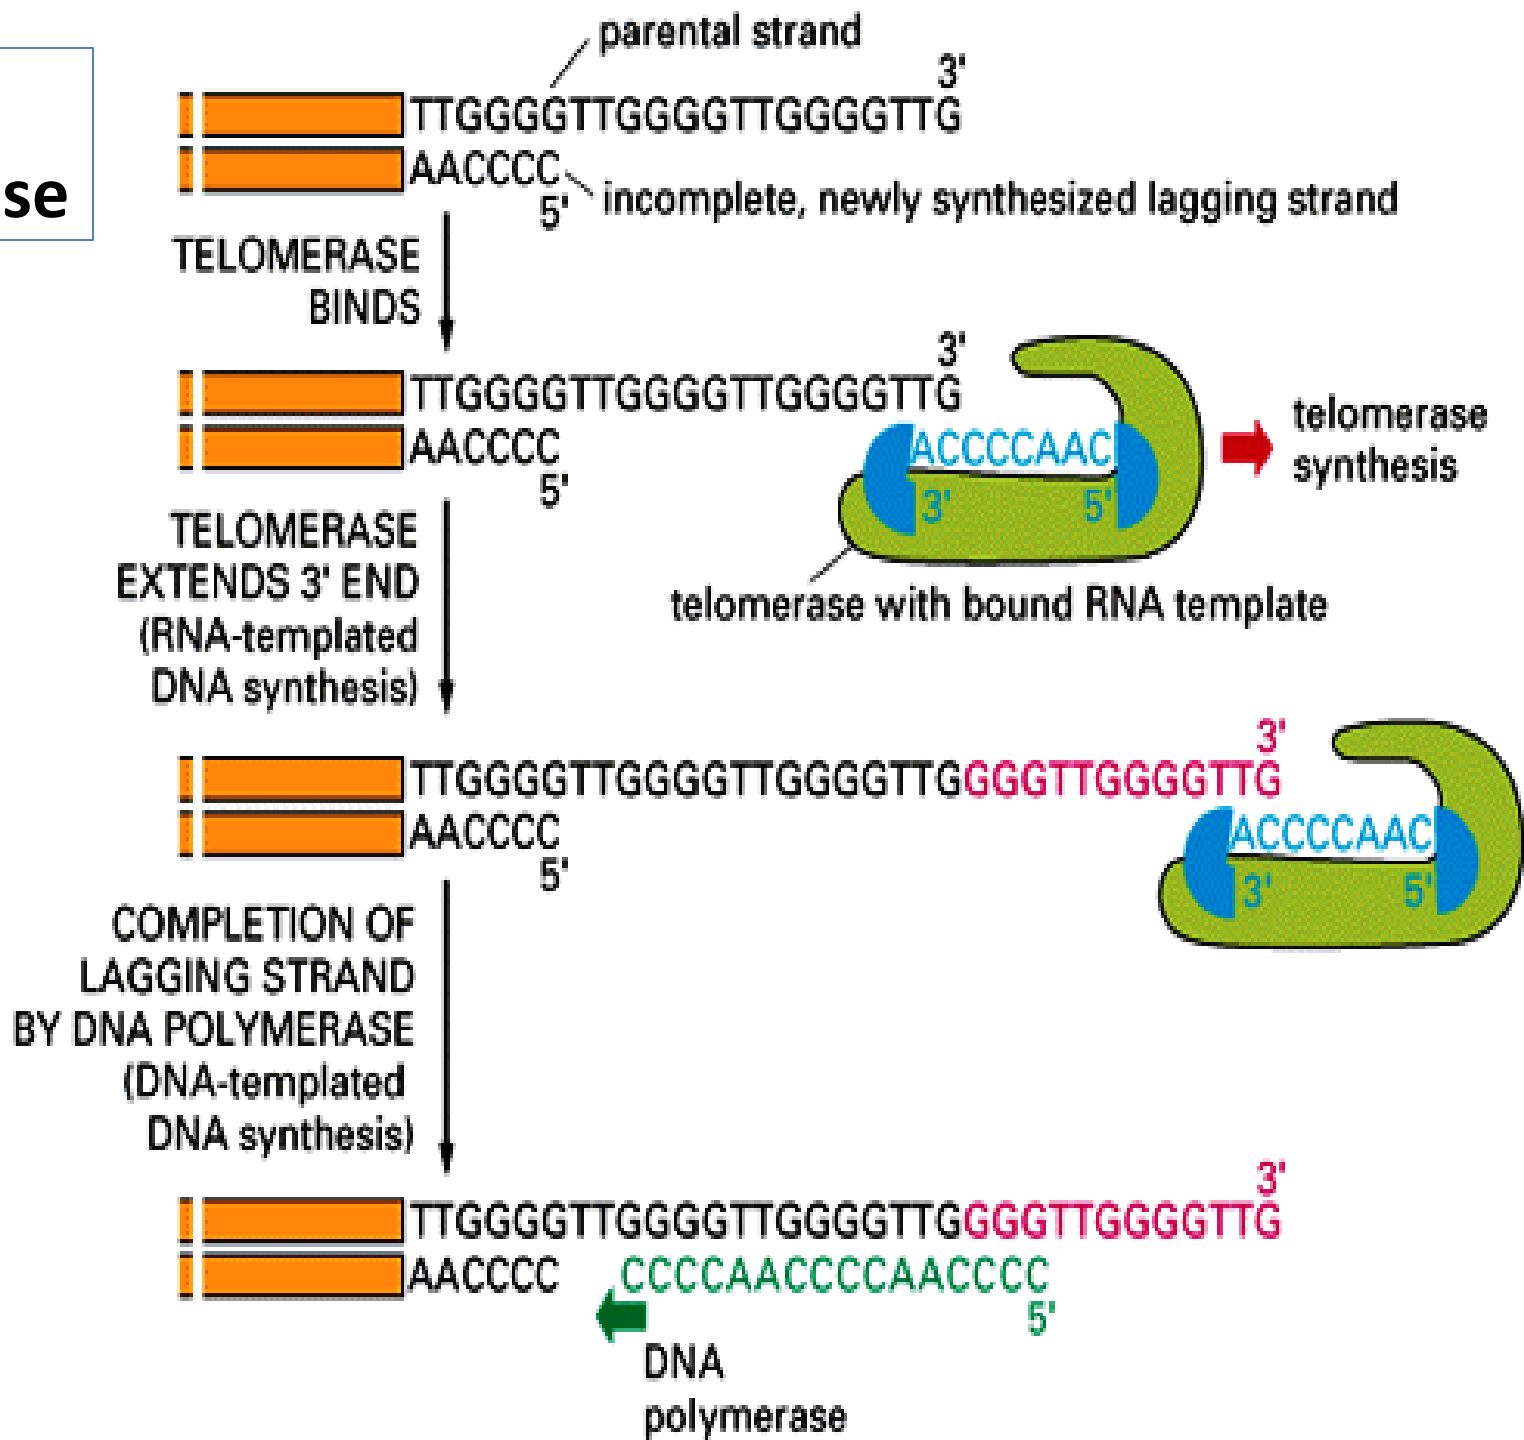 se
parental strand
3'
TTGGGGTTGGGGTTGGGGTTG
AACCCC
5'
incomplete, newly synthesized lagging strand
TELOMERASE
BINDS
3'
TTGGGGTTGGGGTTGGGGTTG
AACCCC
5'
ACCCCAAC
3' 5'
telomerase
synthesis
telomerase with bound RNA template
TELOMERASE
EXTENDS 3' END
(RNA-templated
DNA synthesis)
3'
TTGGGGTTGGGGTTGGGGTTGGGGTTGGGGTTG
AACCCC
5'
ACCCCAAC
3' 5'
COMPLETION OF
LAGGING STRAND
BY DNA POLYMERASE
(DNA-templated
DNA synthesis)
3'
TTGGGGTTGGGGTTGGGGTTGGGGTTGGGGTTG
AACCCC CCCCAACCCCAACCCC
5'
DNA
polymerase